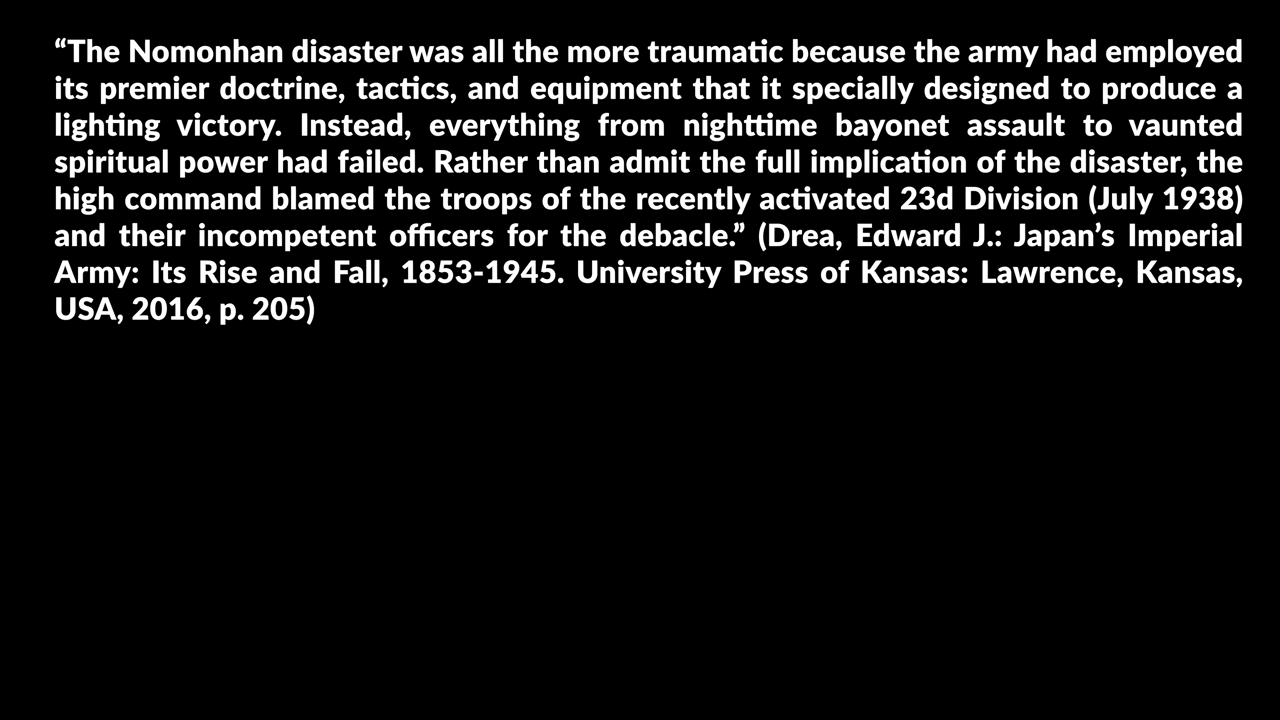 “The Nomonhan disaster was all the more traumatic because the army had employed
its premier doctrine, tactics, and equipment that it specially designed to produce a
lighting victory. Instead, everything from nighttime bayonet assault to vaunted
spiritual power had failed. Rather than admit the full implication of the disaster, the
high command blamed the troops of the recently activated 23d Division (July 1938)
and their incompetent officers for the debacle.” (Drea, Edward J.: Japan’s Imperial
Army: Its Rise and Fall, 1853-1945. University Press of Kansas: Lawrence, Kansas,
USA, 2016, p. 205)